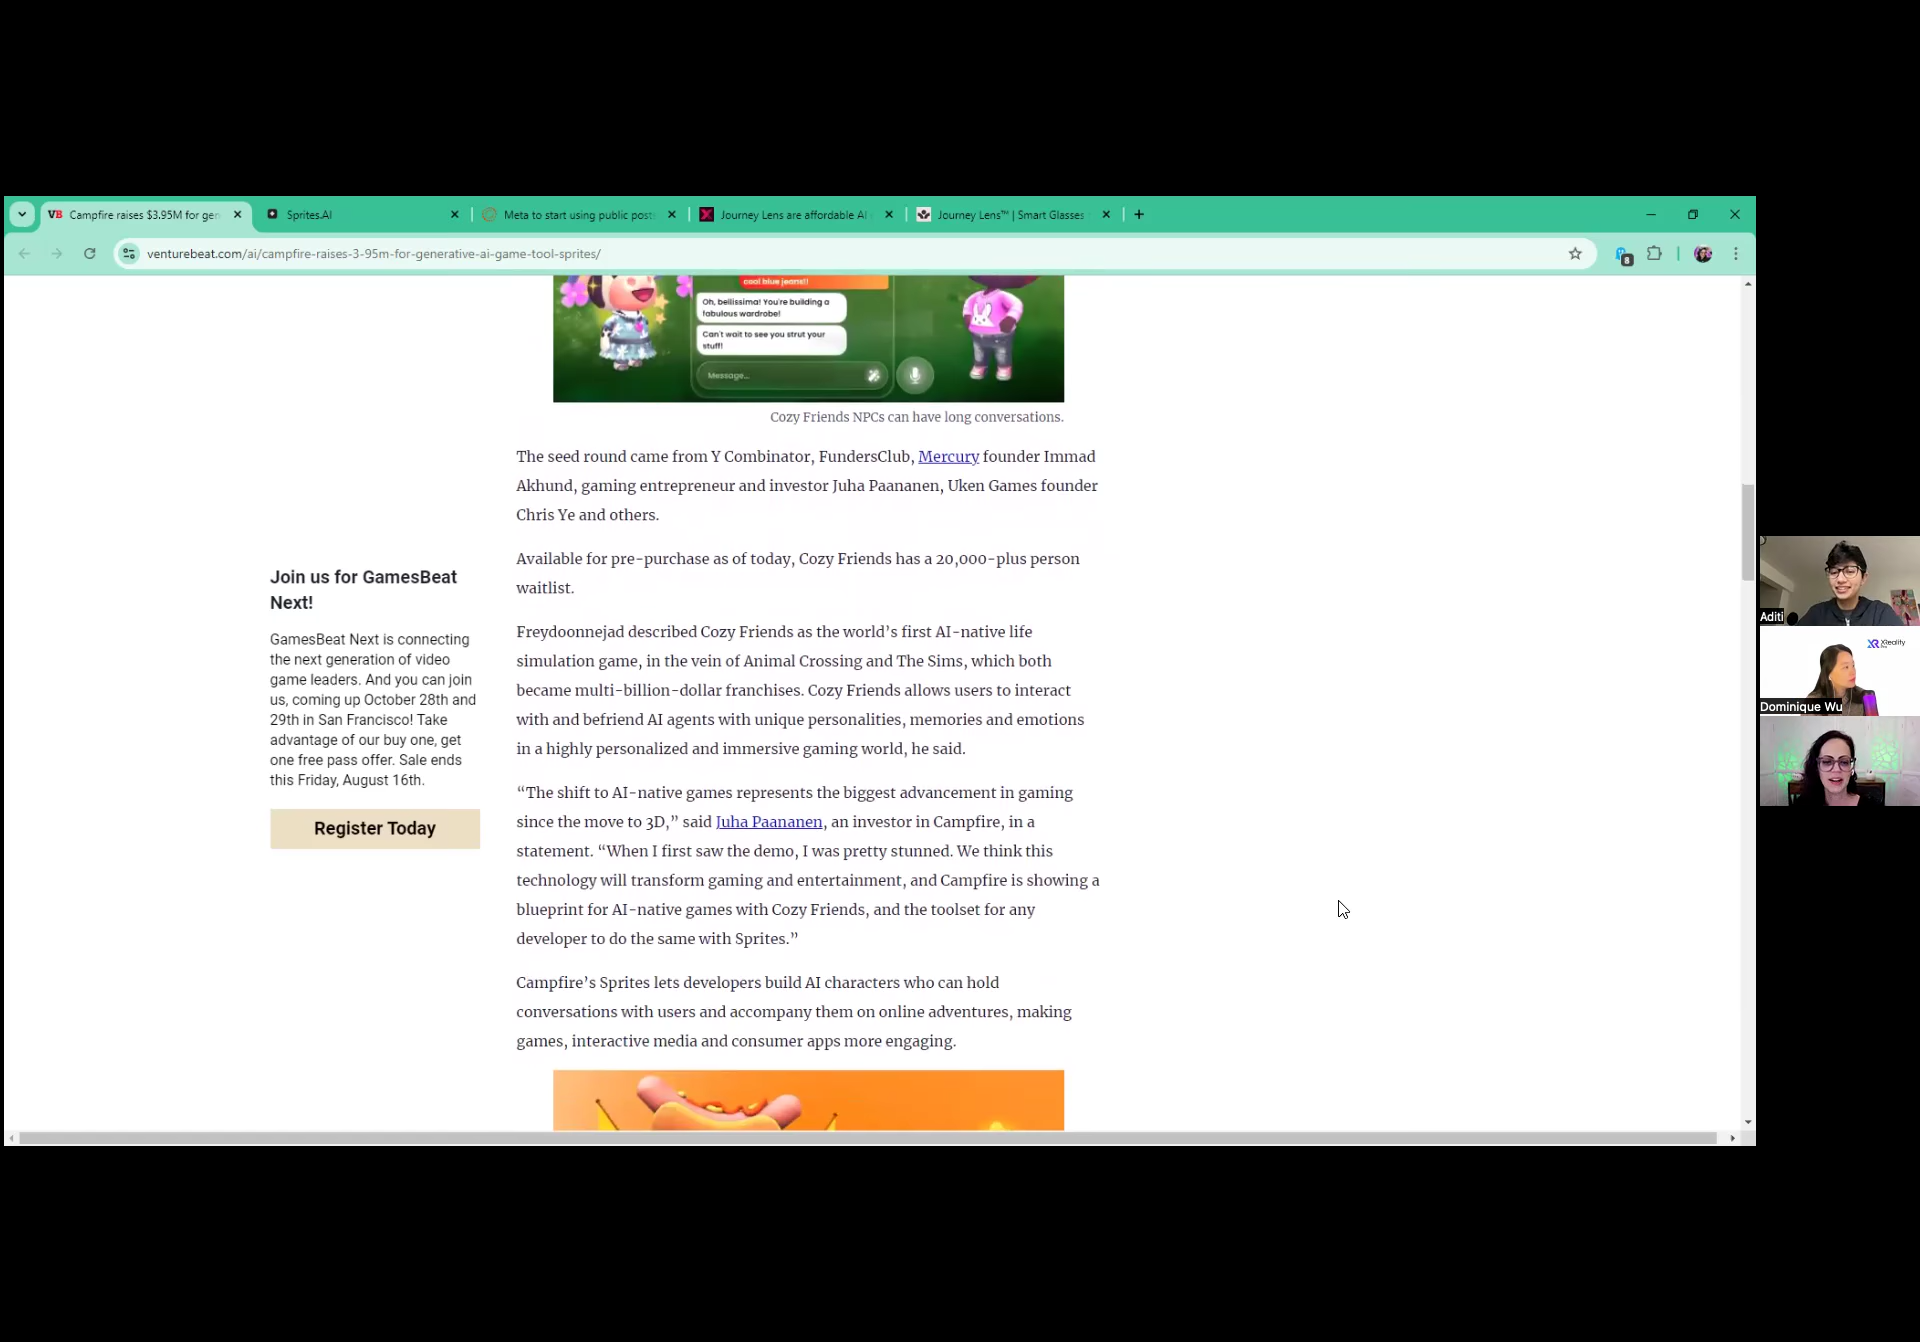 Campfire raises $3.95M for gen
Sprites.AI
Meta to start using public posts
Journey Lens are affordable AI
Journey Lens™ | Smart Glasses
venturebeat.com/ai/campfire-raises-3-95m-for-generative-ai-game-tool-sprites/
8
cool blue jeans!!
Oh, bellissima! You're building a
fabulous wardrobe!
Can't wait to see you strut your
stuff!
Message...
Cozy Friends NPCs can have long conversations.
The seed round came from Y Combinator, FundersClub, Mercury founder Immad
Akhund, gaming entrepreneur and investor Juha Paananen, Uken Games founder
Chris Ye and others.
Available for pre-purchase as of today, Cozy Friends has a 20,000-plus person
waitlist.
Freydoonnejad described Cozy Friends as the world's first AI-native life
simulation game, in the vein of Animal Crossing and The Sims, which both
became multi-billion-dollar franchises. Cozy Friends allows users to interact
with and befriend AI agents with unique personalities, memories and emotions
in a highly personalized and immersive gaming world, he said.
“The shift to AI-native games represents the biggest advancement in gaming
since the move to 3D,” said Juha Paananen, an investor in Campfire, in a
statement. “When I first saw the demo, I was pretty stunned. We think this
technology will transform gaming and entertainment, and Campfire is showing a
blueprint for AI-native games with Cozy Friends, and the toolset for any
developer to do the same with Sprites.”
Campfire's Sprites lets developers build AI characters who can hold
conversations with users and accompany them on online adventures, making
games, interactive media and consumer apps more engaging.
Join us for GamesBeat
Next!
GamesBeat Next is connecting
the next generation of video
game leaders. And you can join
us, coming up October 28th and
29th in San Francisco! Take
advantage of our buy one, get
one free pass offer. Sale ends
this Friday, August 16th.
Register Today
Aditi
XR XReality
Dominique Wu